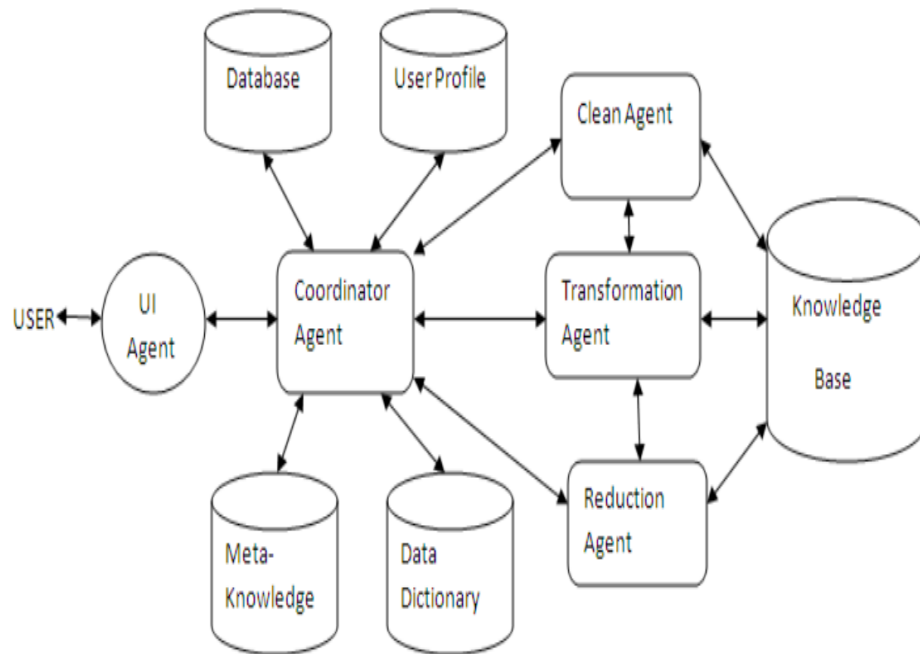 Database
User Profile
Clean Agent
USER
UI
Agent
Coordinator
Agent
Transformation
Agent
Knowledge
Base
Meta-
Knowledge
Data
Dictionary
Reduction
Agent